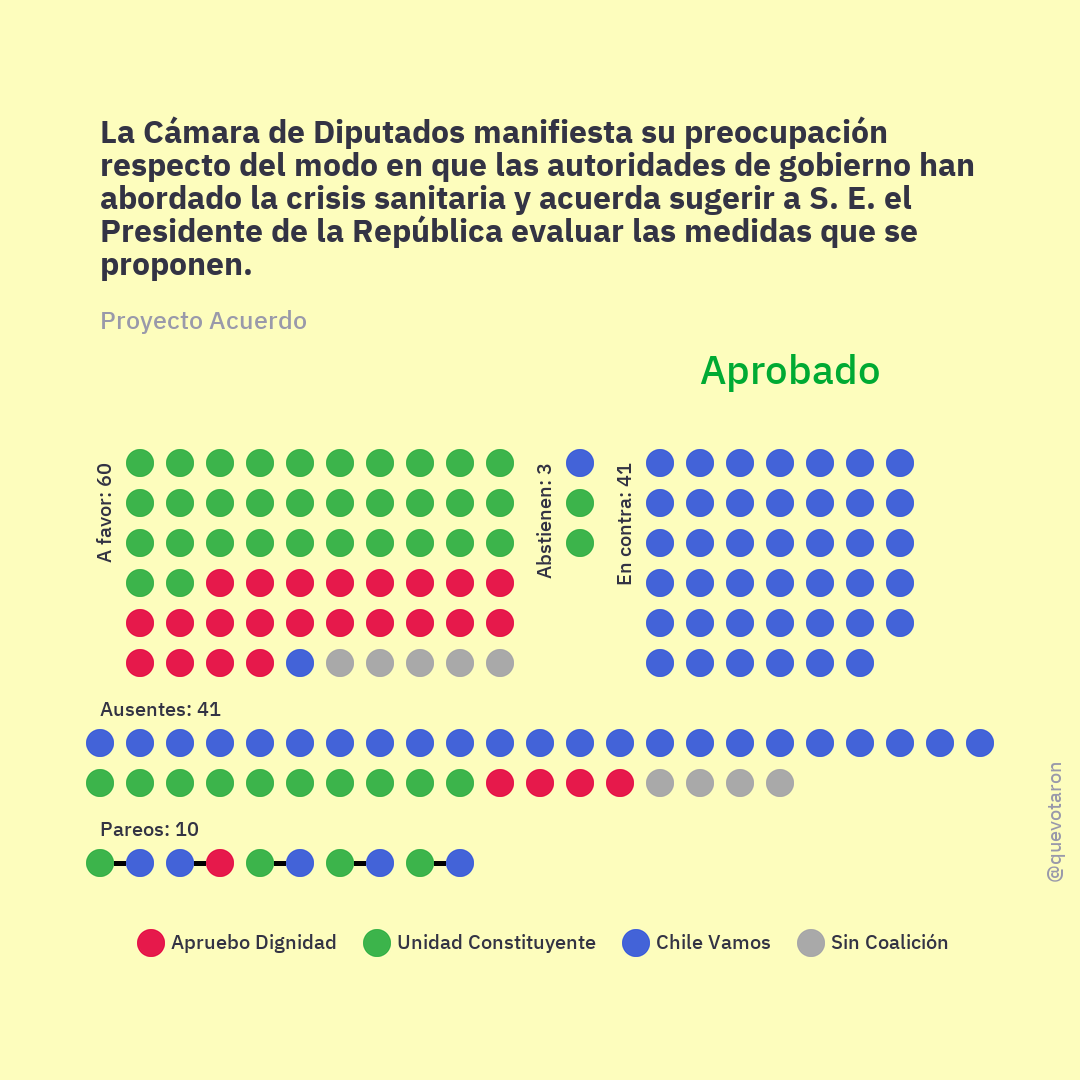 La Cámara de Diputados manifiesta su preocupación
respecto del modo en que las autoridades de gobierno han
abordado la crisis sanitaria y acuerda sugerir a S. E. el
Presidente de la República evaluar las medidas que se
proponen.
Proyecto Acuerdo
Aprobado
A favor: 60
Abstienen: 3
En contra: 41
Ausentes: 41
Pareos: 10
@quevotaron
Apruebo Dignidad
Unidad Constituyente
Chile Vamos
Sin Coalición